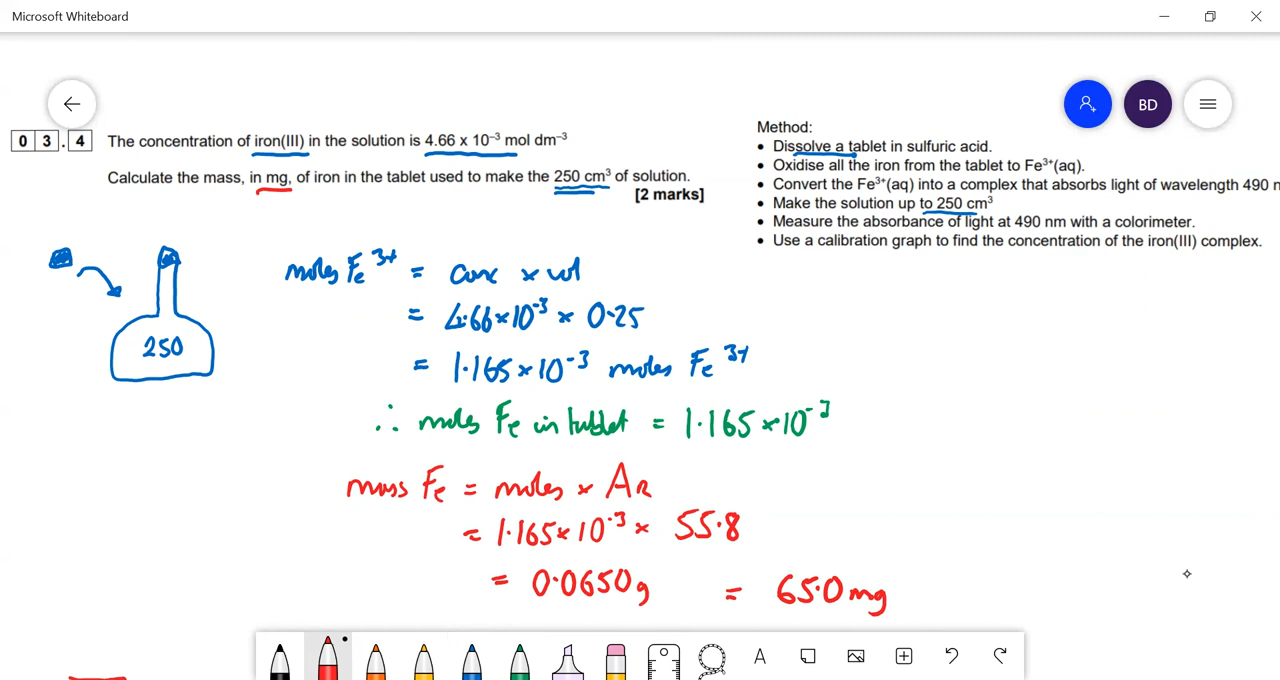 Microsoft Whiteboard
BD
0 3 . 4 The concentration of iron(III) in the solution is 4.66 x 10⁻³ mol dm⁻³
Calculate the mass, in mg, of iron in the tablet used to make the 250 cm³ of solution.
[2 marks]
Method:
• Dissolve a tablet in sulfuric acid.
• Oxidise all the iron from the tablet to Fe³⁺(aq).
• Convert the Fe³⁺(aq) into a complex that absorbs light of wavelength 490 n
• Make the solution up to 250 cm³
• Measure the absorbance of light at 490 nm with a colorimeter.
• Use a calibration graph to find the concentration of the iron(III) complex.
250
moles Fe³⁺ = conc × vol
= 4.66×10⁻³ × 0.25
= 1.165×10⁻³ moles Fe³⁺
∴ moles Fe in tablet = 1.165×10⁻³
mass Fe = moles × AR
= 1.165×10⁻³ × 55.8
= 0.0650g = 65.0mg
A